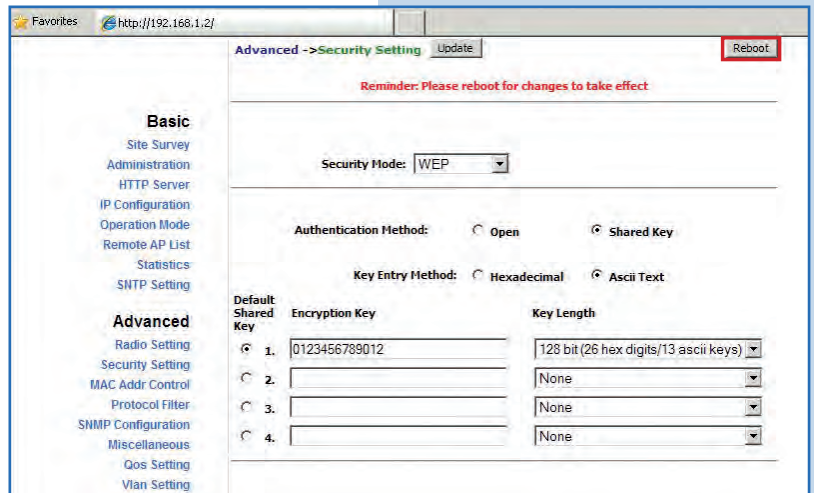 Favorites http://192.168.1.2/
Advanced ->Security Setting Update Reboot
Reminder: Please reboot for changes to take effect
Basic
Site Survey
Administration
HTTP Server
IP Configuration
Operation Mode
Remote AP List
Statistics
SNTP Setting
Advanced
Radio Setting
Security Setting
MAC Addr Control
Protocol Filter
SNMP Configuration
Miscellaneous
Qos Setting
Vlan Setting
Security Mode: WEP
Authentication Method: Open Shared Key
Key Entry Method: Hexadecimal Ascii Text
Default Shared Key Encryption Key Key Length
1. 0123456789012 128 bit (26 hex digits/13 ascii keys)
2. None
3. None
4. None